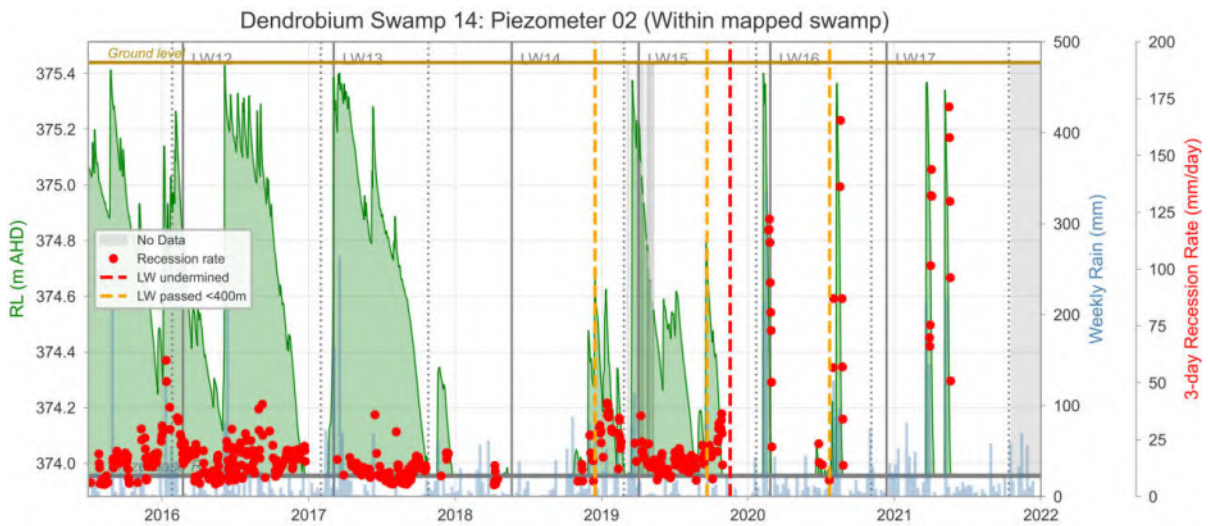 Dendrobium Swamp 14: Piezometer 02 (Within mapped swamp)
Ground level
LW12
LW13
LW14
LW15
LW16
LW17
RL (m AHD)
375.4
375.2
375.0
374.8
374.6
374.4
374.2
374.0
No Data
Recession rate
LW undermined
LW passed <400m
500
400
300
200
100
0
Weekly Rain (mm)
200
175
150
125
100
75
50
25
0
3-day Recession Rate (mm/day)
2016
2017
2018
2019
2020
2021
2022